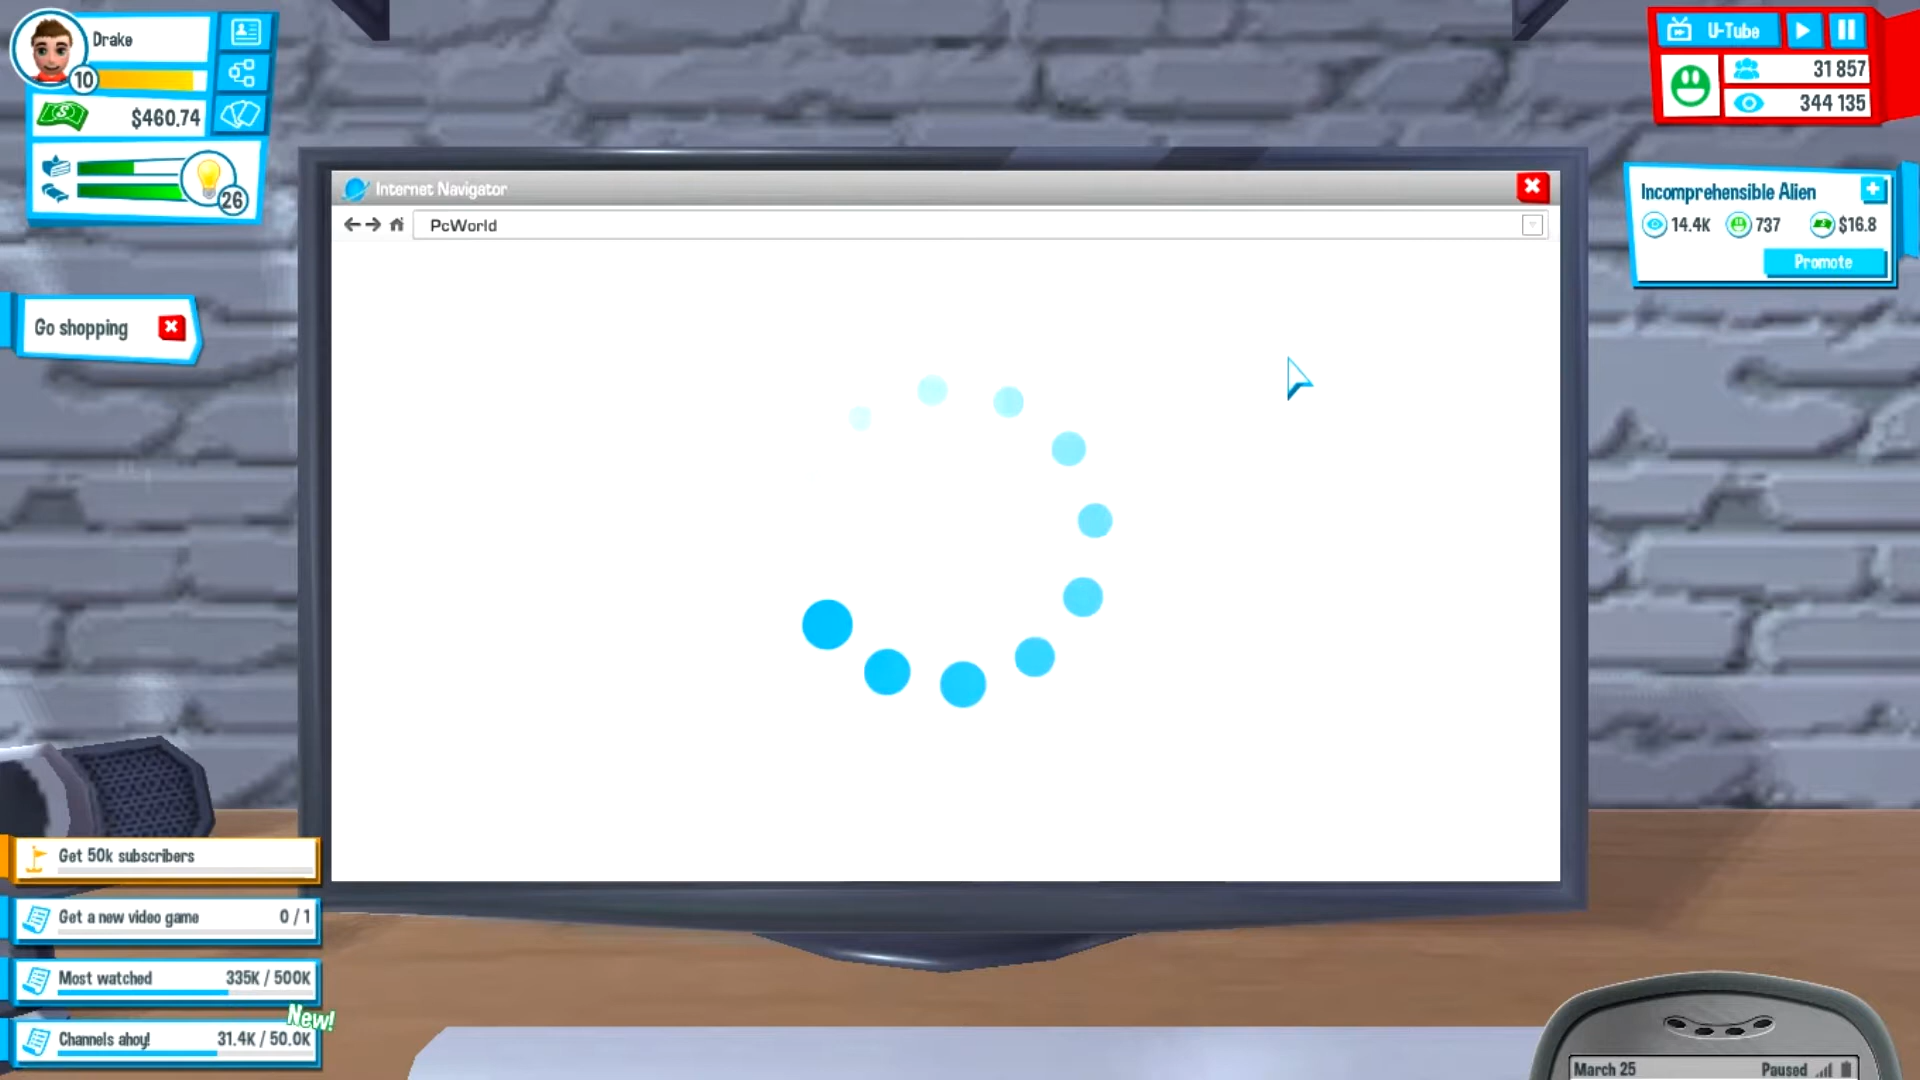 Drake
10
$460.74
26
U-Tube
31 857
344 135
Internet Navigator
PcWorld
Incomprehensible Alien
14.4K 737 $16.8
Promote
Go shopping
Get 50k subscribers
Get a new video game 0 / 1
Most watched 335K / 500K
New!
Channels ahoy! 31.4K / 50.0K
March 25 Paused